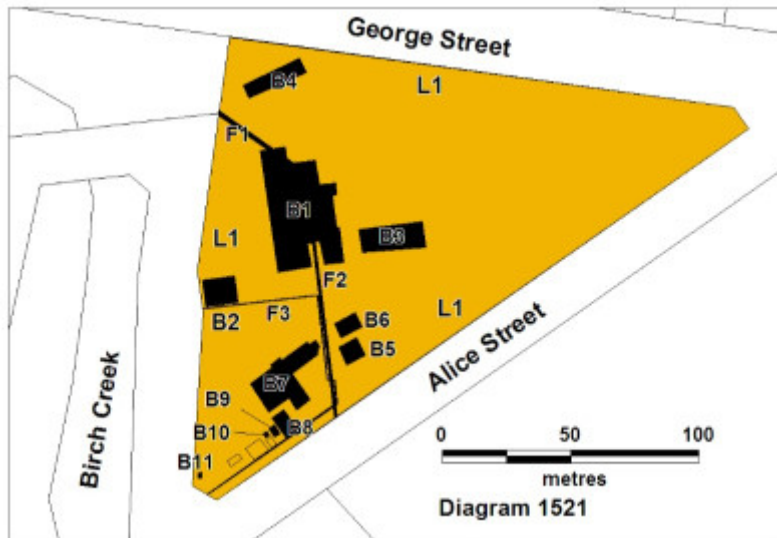 George Street
B4
L1
F1
B1
L1
B3
F2
B2
F3
B6
L1
B5
Alice Street
B7
B9
B8
B10
B11
Birch Creek
0 50 100
metres
Diagram 1521